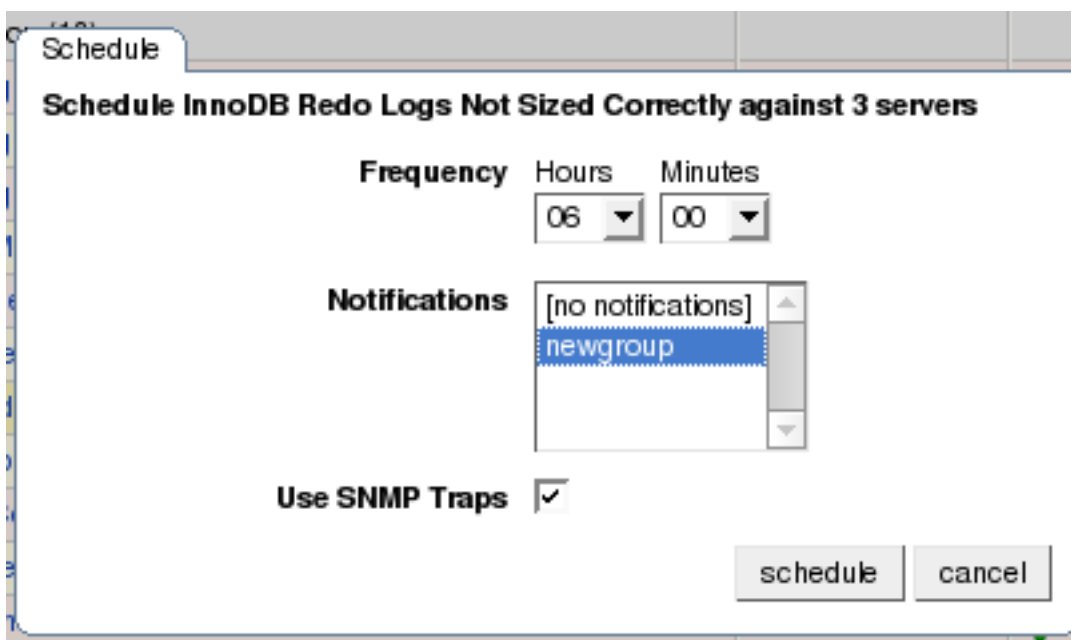 Schedule
Schedule InnoDB Redo Logs Not Sized Correctly against 3 servers
Frequency Hours Minutes
06 00
Notifications [no notifications]
newgroup
Use SNMP Traps
schedule cancel